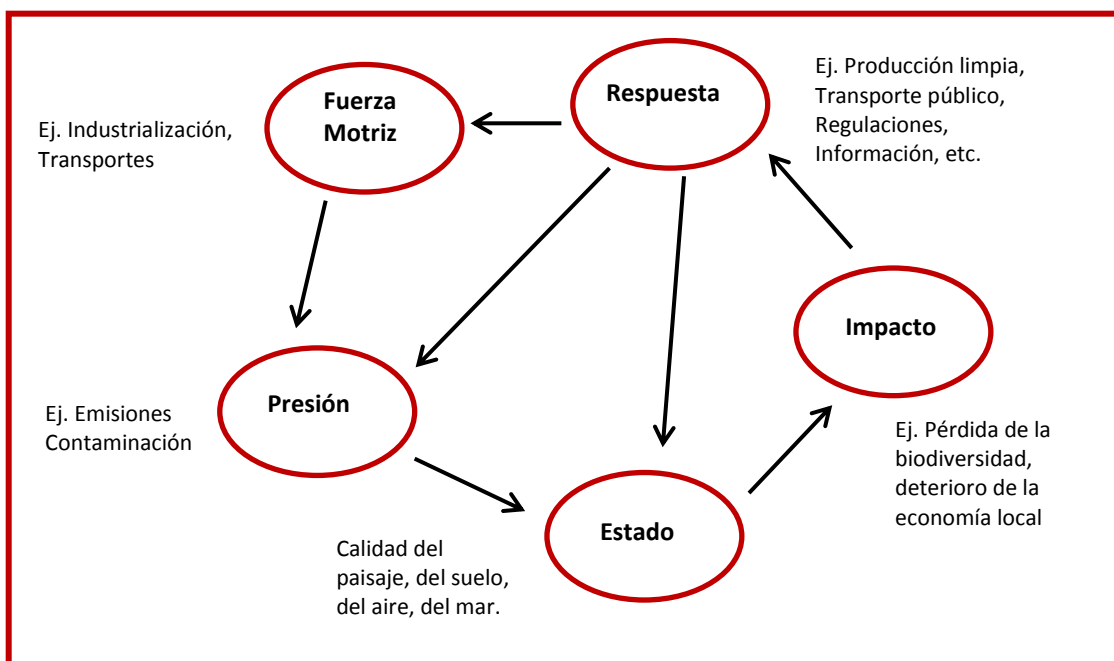 Fuerza
Motriz
Ej. Industrialización,
Transportes
Respuesta
Ej. Producción limpia,
Transporte público,
Regulaciones,
Información, etc.
Impacto
Ej. Pérdida de la
biodiversidad,
deterioro de la
economía local
Presión
Ej. Emisiones
Contaminación
Estado
Calidad del
paisaje, del suelo,
del aire, del mar.